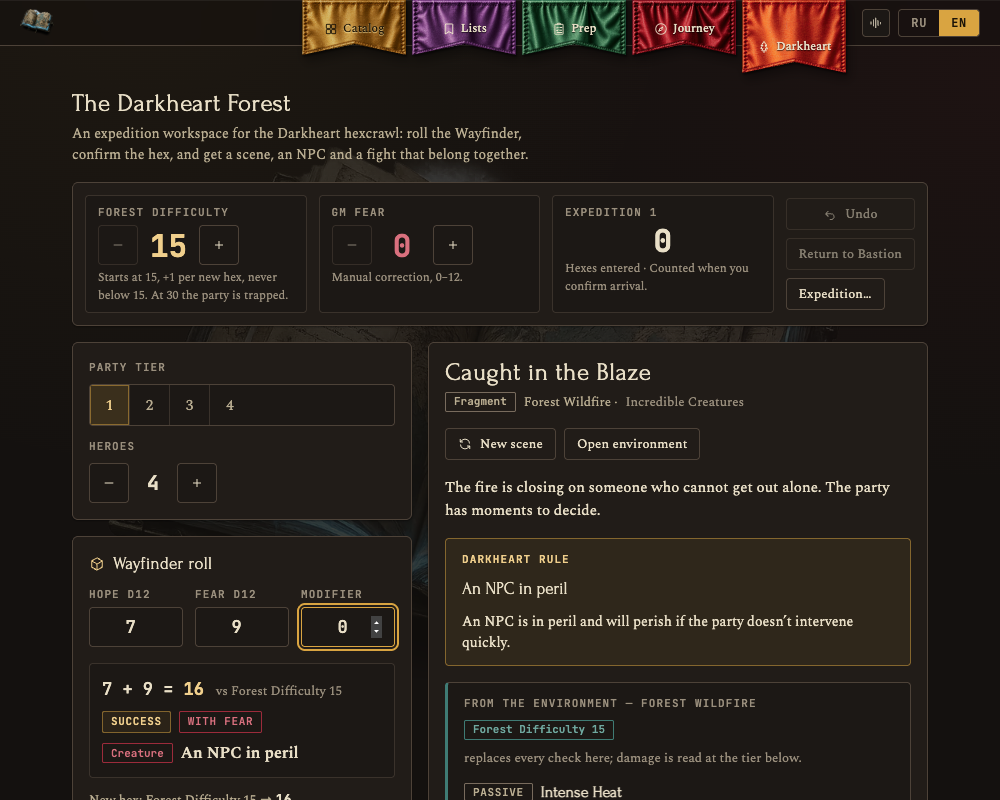 Catalog
Lists
Prep
Journey
Darkheart
RU
EN
The Darkheart Forest
An expedition workspace for the Darkheart hexcrawl: roll the Wayfinder,
confirm the hex, and get a scene, an NPC and a fight that belong together.
FOREST DIFFICULTY
− 15 +
Starts at 15, +1 per new hex, never
below 15. At 30 the party is trapped.
GM FEAR
− 0 +
Manual correction, 0–12.
EXPEDITION 1
0
Hexes entered · Counted when you
confirm arrival.
Undo
Return to Bastion
Expedition…
PARTY TIER
1 2 3 4
HEROES
− 4 +
Wayfinder roll
HOPE D12 FEAR D12 MODIFIER
7 9 0
7 + 9 = 16 vs Forest Difficulty 15
SUCCESS WITH FEAR
Creature An NPC in peril
New hex: Forest Difficulty 15 → 16
Caught in the Blaze
Fragment Forest Wildfire · Incredible Creatures
New scene Open environment
The fire is closing on someone who cannot get out alone. The party
has moments to decide.
DARKHEART RULE
An NPC in peril
An NPC is in peril and will perish if the party doesn’t intervene
quickly.
FROM THE ENVIRONMENT — FOREST WILDFIRE
Forest Difficulty 15
replaces every check here; damage is read at the tier below.
PASSIVE Intense Heat